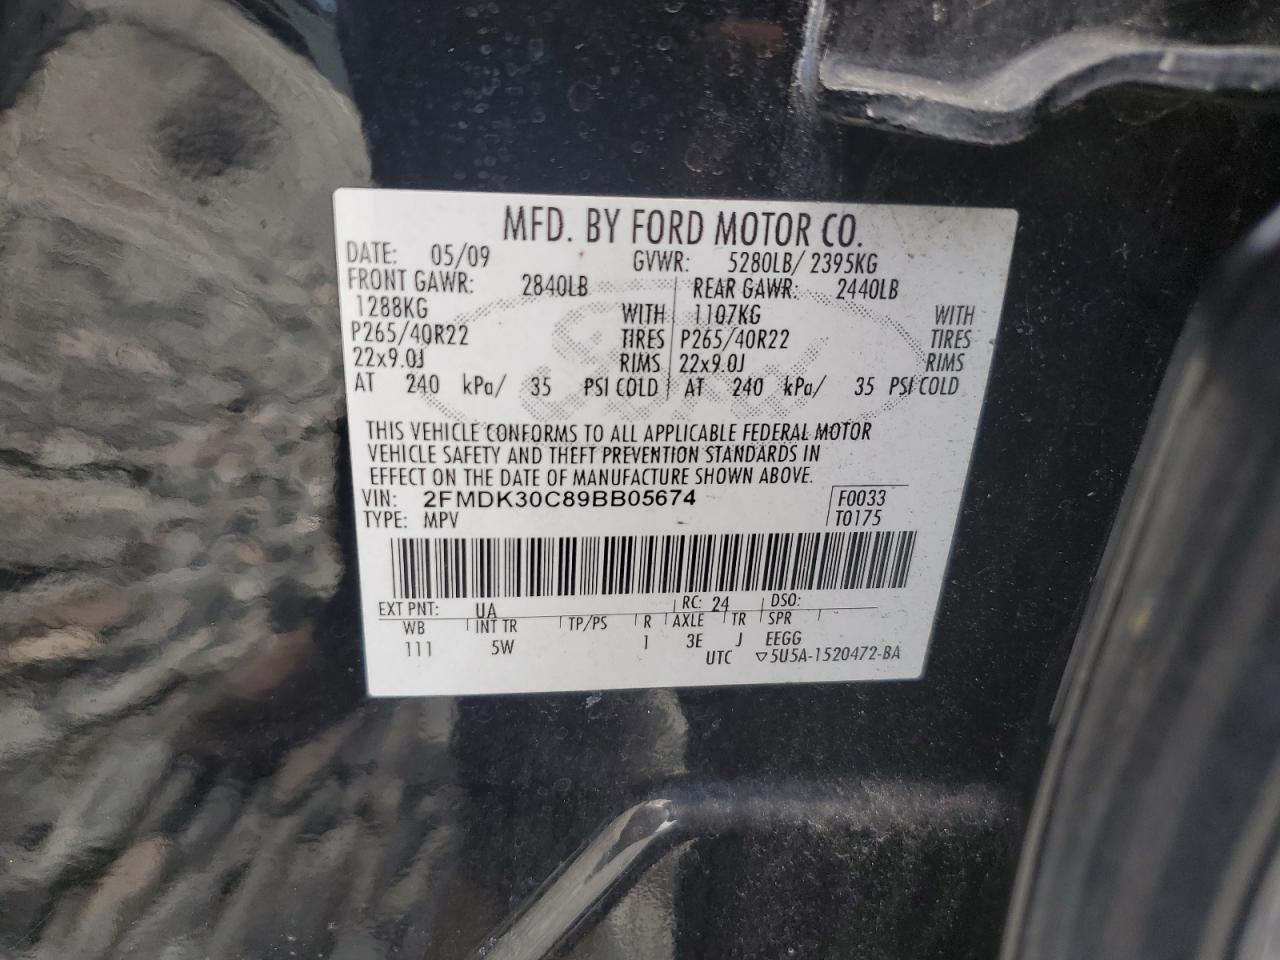 MFD. BY FORD MOTOR CO.
DATE: 05/09 GVWR: 5280LB/ 2395KG
FRONT GAWR: 2840LB REAR GAWR: 2440LB
1288KG WITH 1107KG WITH
P265/40R22 TIRES P265/40R22 TIRES
22x9.0J RIMS 22x9.0J RIMS
AT 240 kPa/ 35 PSI COLD AT 240 kPa/ 35 PSI COLD
THIS VEHICLE CONFORMS TO ALL APPLICABLE FEDERAL MOTOR
VEHICLE SAFETY AND THEFT PREVENTION STANDARDS IN
EFFECT ON THE DATE OF MANUFACTURE SHOWN ABOVE.
VIN: 2FMDK30C89BB05674 F0033
TYPE: MPV T0175
EXT PNT: UA RC: 24 DSO:
WB INT TR TP/PS R AXLE TR SPR
111 5W 1 3E J EEGG
UTC ▽5U5A-1520472-BA